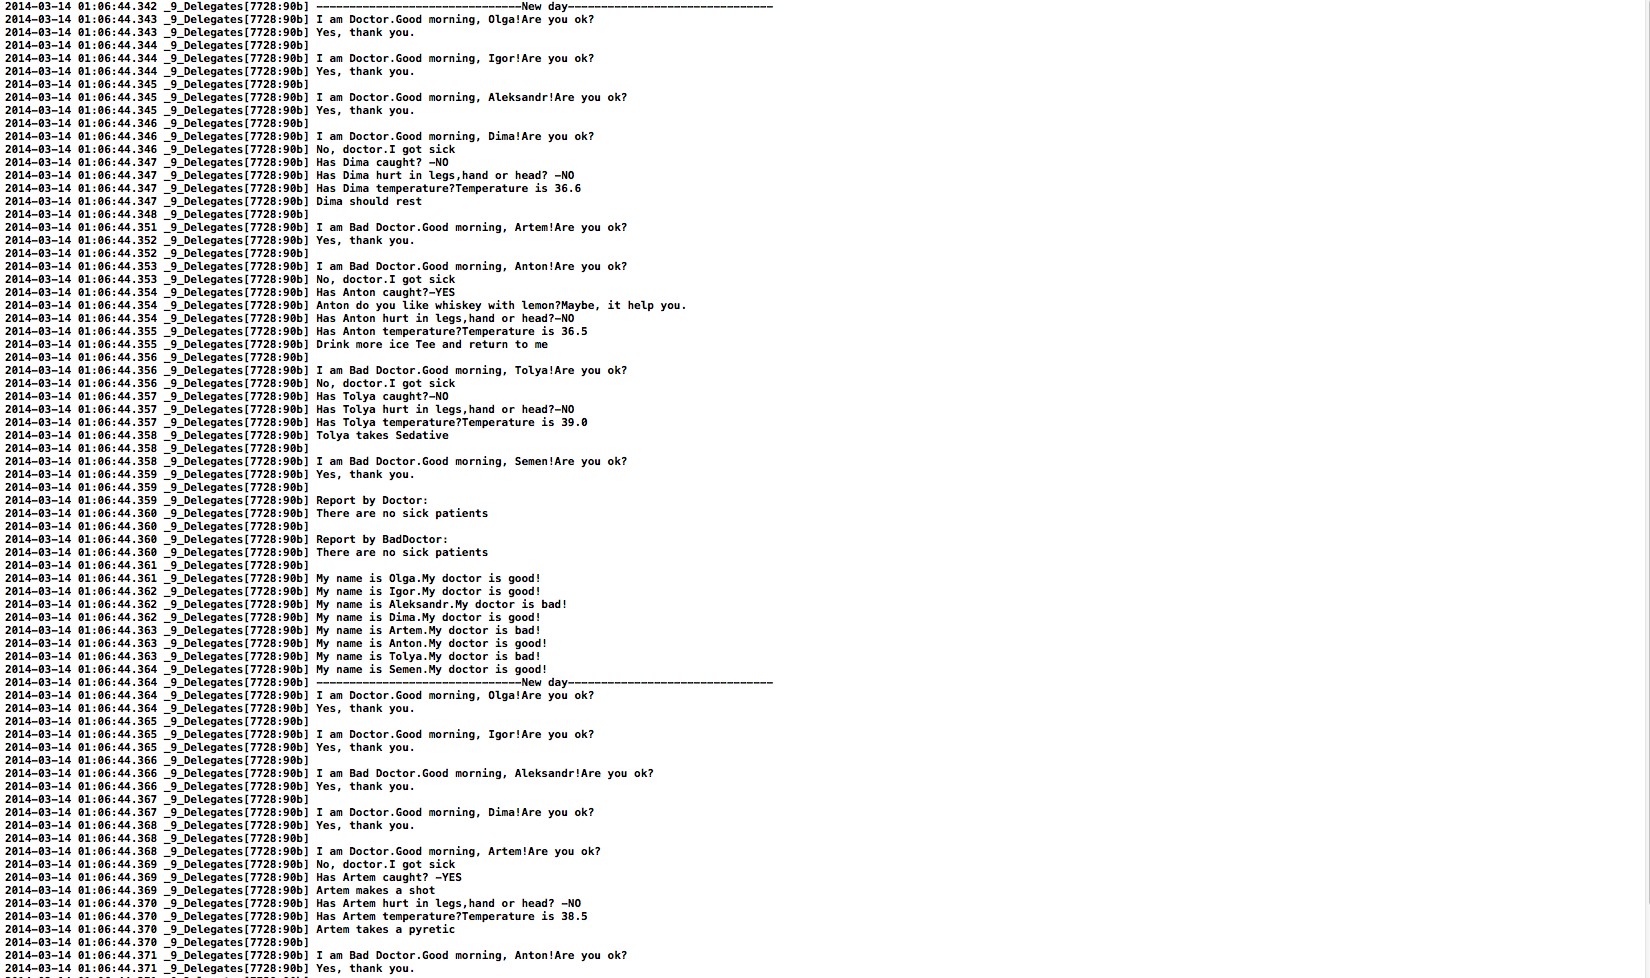 2014-03-14 01:06:44.342 _9_Delegates[7728:90b] -------------------------------New day-------------------------------
2014-03-14 01:06:44.343 _9_Delegates[7728:90b] I am Doctor.Good morning, Olga!Are you ok?
2014-03-14 01:06:44.343 _9_Delegates[7728:90b] Yes, thank you.
2014-03-14 01:06:44.344 _9_Delegates[7728:90b]
2014-03-14 01:06:44.344 _9_Delegates[7728:90b] I am Doctor.Good morning, Igor!Are you ok?
2014-03-14 01:06:44.344 _9_Delegates[7728:90b] Yes, thank you.
2014-03-14 01:06:44.345 _9_Delegates[7728:90b]
2014-03-14 01:06:44.345 _9_Delegates[7728:90b] I am Doctor.Good morning, Aleksandr!Are you ok?
2014-03-14 01:06:44.345 _9_Delegates[7728:90b] Yes, thank you.
2014-03-14 01:06:44.346 _9_Delegates[7728:90b]
2014-03-14 01:06:44.346 _9_Delegates[7728:90b] I am Doctor.Good morning, Dima!Are you ok?
2014-03-14 01:06:44.346 _9_Delegates[7728:90b] No, doctor.I got sick
2014-03-14 01:06:44.347 _9_Delegates[7728:90b] Has Dima caught? -NO
2014-03-14 01:06:44.347 _9_Delegates[7728:90b] Has Dima hurt in legs,hand or head? -NO
2014-03-14 01:06:44.347 _9_Delegates[7728:90b] Has Dima temperature?Temperature is 36.6
2014-03-14 01:06:44.347 _9_Delegates[7728:90b] Dima should rest
2014-03-14 01:06:44.348 _9_Delegates[7728:90b]
2014-03-14 01:06:44.351 _9_Delegates[7728:90b] I am Bad Doctor.Good morning, Artem!Are you ok?
2014-03-14 01:06:44.352 _9_Delegates[7728:90b] Yes, thank you.
2014-03-14 01:06:44.352 _9_Delegates[7728:90b]
2014-03-14 01:06:44.353 _9_Delegates[7728:90b] I am Bad Doctor.Good morning, Anton!Are you ok?
2014-03-14 01:06:44.353 _9_Delegates[7728:90b] No, doctor.I got sick
2014-03-14 01:06:44.354 _9_Delegates[7728:90b] Has Anton caught?-YES
2014-03-14 01:06:44.354 _9_Delegates[7728:90b] Anton do you like whiskey with lemon?Maybe, it help you.
2014-03-14 01:06:44.354 _9_Delegates[7728:90b] Has Anton hurt in legs,hand or head?-NO
2014-03-14 01:06:44.355 _9_Delegates[7728:90b] Has Anton temperature?Temperature is 36.5
2014-03-14 01:06:44.355 _9_Delegates[7728:90b] Drink more ice Tee and return to me
2014-03-14 01:06:44.356 _9_Delegates[7728:90b]
2014-03-14 01:06:44.356 _9_Delegates[7728:90b] I am Bad Doctor.Good morning, Tolya!Are you ok?
2014-03-14 01:06:44.356 _9_Delegates[7728:90b] No, doctor.I got sick
2014-03-14 01:06:44.357 _9_Delegates[7728:90b] Has Tolya caught?-NO
2014-03-14 01:06:44.357 _9_Delegates[7728:90b] Has Tolya hurt in legs,hand or head?-NO
2014-03-14 01:06:44.357 _9_Delegates[7728:90b] Has Tolya temperature?Temperature is 39.0
2014-03-14 01:06:44.358 _9_Delegates[7728:90b] Tolya takes Sedative
2014-03-14 01:06:44.358 _9_Delegates[7728:90b]
2014-03-14 01:06:44.358 _9_Delegates[7728:90b] I am Bad Doctor.Good morning, Semen!Are you ok?
2014-03-14 01:06:44.359 _9_Delegates[7728:90b] Yes, thank you.
2014-03-14 01:06:44.359 _9_Delegates[7728:90b]
2014-03-14 01:06:44.359 _9_Delegates[7728:90b] Report by Doctor:
2014-03-14 01:06:44.360 _9_Delegates[7728:90b] There are no sick patients
2014-03-14 01:06:44.360 _9_Delegates[7728:90b]
2014-03-14 01:06:44.360 _9_Delegates[7728:90b] Report by BadDoctor:
2014-03-14 01:06:44.360 _9_Delegates[7728:90b] There are no sick patients
2014-03-14 01:06:44.361 _9_Delegates[7728:90b]
2014-03-14 01:06:44.361 _9_Delegates[7728:90b] My name is Olga.My doctor is good!
2014-03-14 01:06:44.362 _9_Delegates[7728:90b] My name is Igor.My doctor is good!
2014-03-14 01:06:44.362 _9_Delegates[7728:90b] My name is Aleksandr.My doctor is bad!
2014-03-14 01:06:44.362 _9_Delegates[7728:90b] My name is Dima.My doctor is good!
2014-03-14 01:06:44.363 _9_Delegates[7728:90b] My name is Artem.My doctor is bad!
2014-03-14 01:06:44.363 _9_Delegates[7728:90b] My name is Anton.My doctor is good!
2014-03-14 01:06:44.363 _9_Delegates[7728:90b] My name is Tolya.My doctor is bad!
2014-03-14 01:06:44.364 _9_Delegates[7728:90b] My name is Semen.My doctor is good!
2014-03-14 01:06:44.364 _9_Delegates[7728:90b] -------------------------------New day-------------------------------
2014-03-14 01:06:44.364 _9_Delegates[7728:90b] I am Doctor.Good morning, Olga!Are you ok?
2014-03-14 01:06:44.364 _9_Delegates[7728:90b] Yes, thank you.
2014-03-14 01:06:44.365 _9_Delegates[7728:90b]
2014-03-14 01:06:44.365 _9_Delegates[7728:90b] I am Doctor.Good morning, Igor!Are you ok?
2014-03-14 01:06:44.365 _9_Delegates[7728:90b] Yes, thank you.
2014-03-14 01:06:44.366 _9_Delegates[7728:90b]
2014-03-14 01:06:44.366 _9_Delegates[7728:90b] I am Bad Doctor.Good morning, Aleksandr!Are you ok?
2014-03-14 01:06:44.366 _9_Delegates[7728:90b] Yes, thank you.
2014-03-14 01:06:44.367 _9_Delegates[7728:90b]
2014-03-14 01:06:44.367 _9_Delegates[7728:90b] I am Doctor.Good morning, Dima!Are you ok?
2014-03-14 01:06:44.368 _9_Delegates[7728:90b] Yes, thank you.
2014-03-14 01:06:44.368 _9_Delegates[7728:90b]
2014-03-14 01:06:44.368 _9_Delegates[7728:90b] I am Doctor.Good morning, Artem!Are you ok?
2014-03-14 01:06:44.369 _9_Delegates[7728:90b] No, doctor.I got sick
2014-03-14 01:06:44.369 _9_Delegates[7728:90b] Has Artem caught? -YES
2014-03-14 01:06:44.369 _9_Delegates[7728:90b] Artem makes a shot
2014-03-14 01:06:44.370 _9_Delegates[7728:90b] Has Artem hurt in legs,hand or head? -NO
2014-03-14 01:06:44.370 _9_Delegates[7728:90b] Has Artem temperature?Temperature is 38.5
2014-03-14 01:06:44.370 _9_Delegates[7728:90b] Artem takes a pyretic
2014-03-14 01:06:44.370 _9_Delegates[7728:90b]
2014-03-14 01:06:44.371 _9_Delegates[7728:90b] I am Bad Doctor.Good morning, Anton!Are you ok?
2014-03-14 01:06:44.371 _9_Delegates[7728:90b] Yes, thank you.